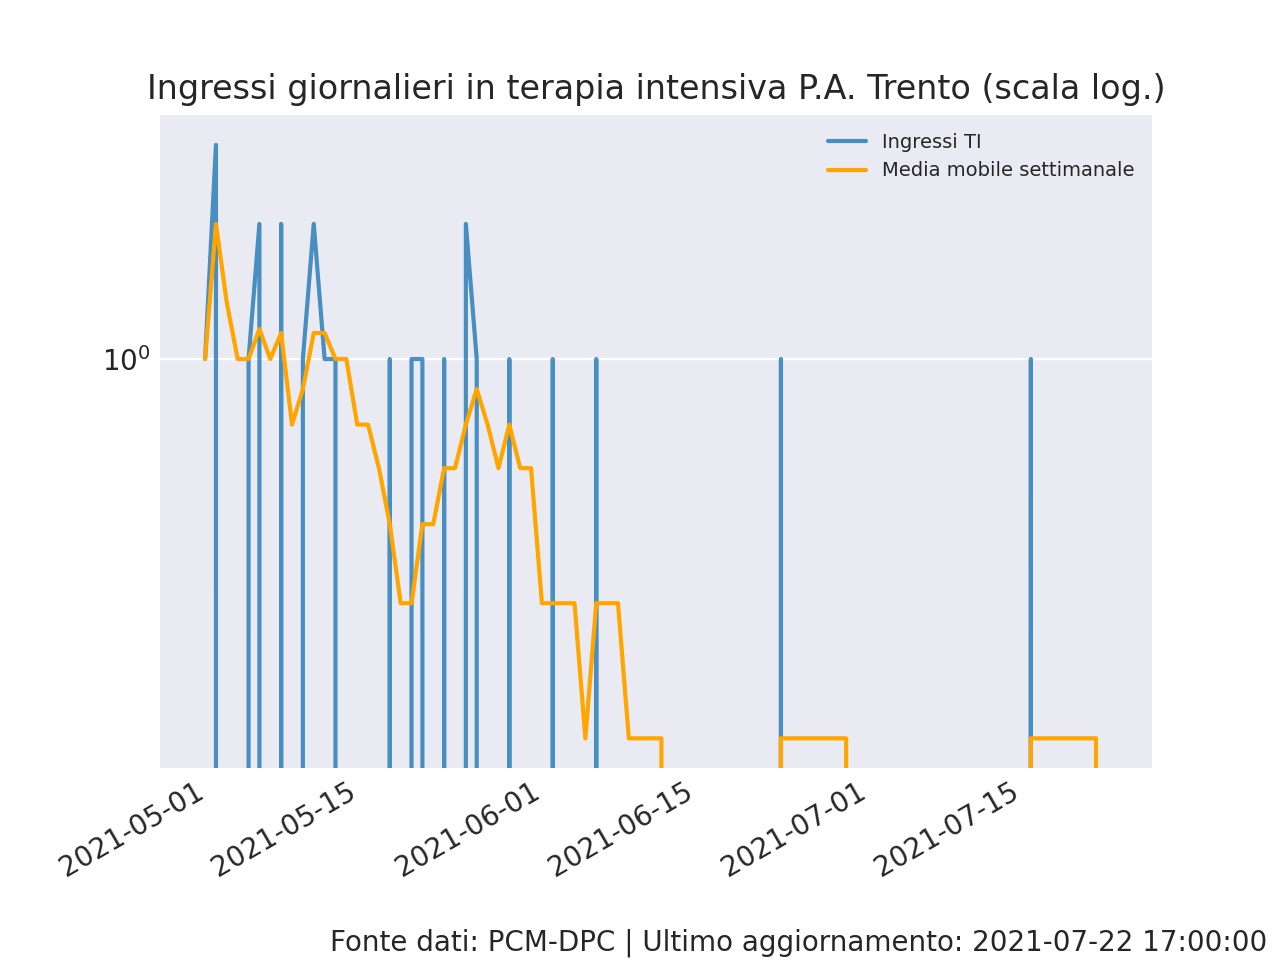 Ingressi giornalieri in terapia intensiva P.A. Trento (scala log.)
Ingressi TI
Media mobile settimanale
10⁰
2021-05-01
2021-05-15
2021-06-01
2021-06-15
2021-07-01
2021-07-15
Fonte dati: PCM-DPC | Ultimo aggiornamento: 2021-07-22 17:00:00